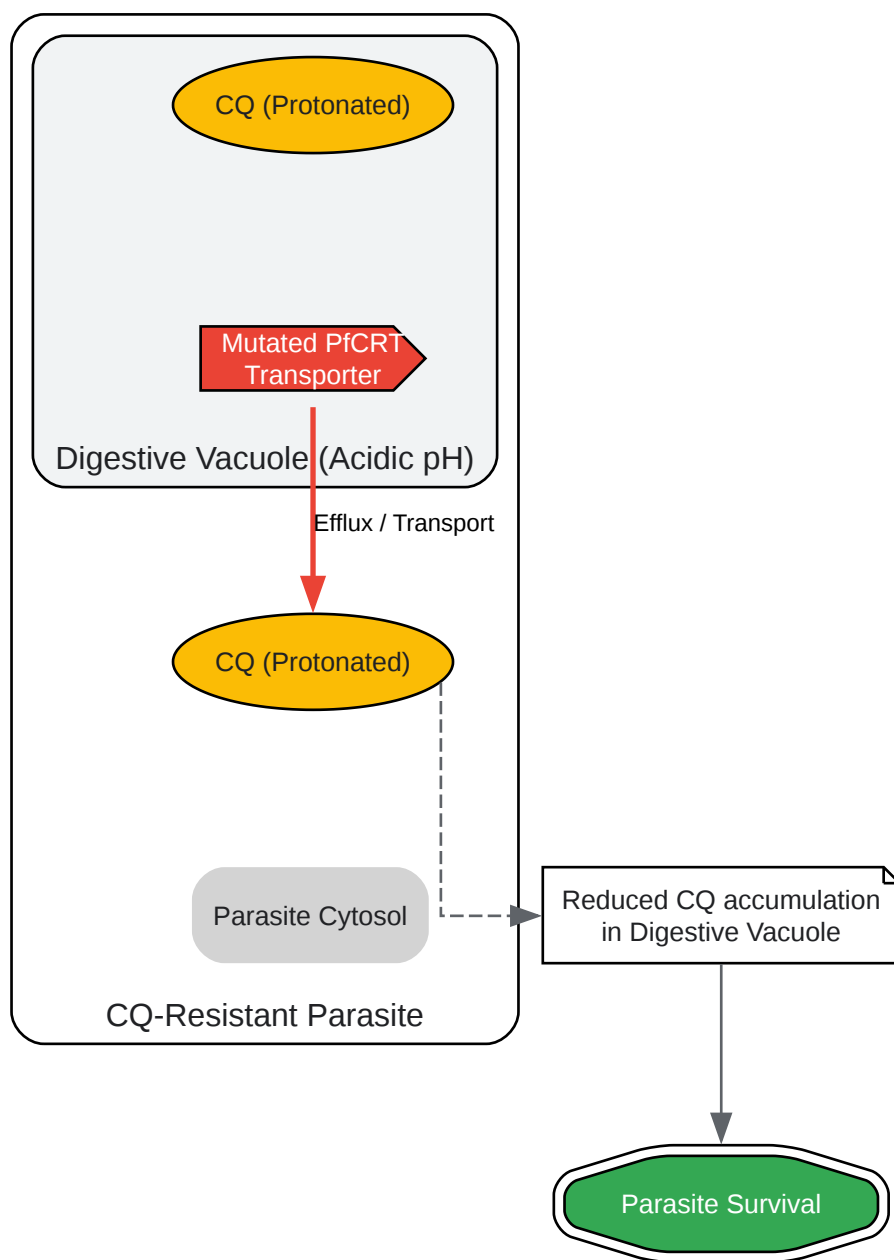 CQ (Protonated)
Mutated PfCRT
Transporter
Digestive Vacuole (Acidic pH)
Efflux / Transport
CQ (Protonated)
Reduced CQ accumulation
in Digestive Vacuole
Parasite Cytosol
CQ-Resistant Parasite
Parasite Survival